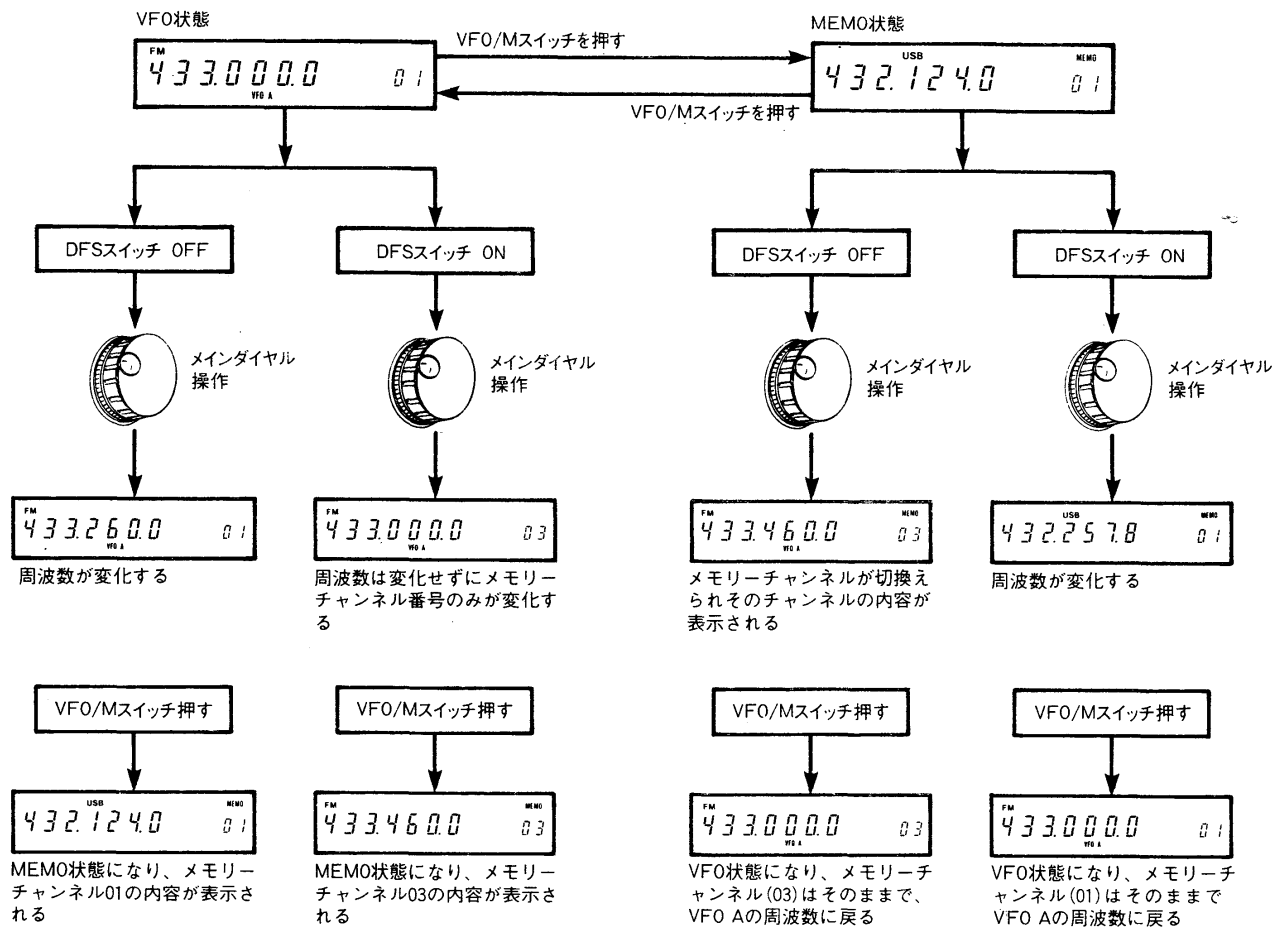 VFO状態
FM
433.000.0 01
VFO A
VFO/Mスイッチを押す
VFO/Mスイッチを押す
MEMO状態
USB MEMO
432.124.0 01
DFSスイッチ OFF
DFSスイッチ ON
DFSスイッチ OFF
DFSスイッチ ON
メインダイヤル
操作
メインダイヤル
操作
メインダイヤル
操作
メインダイヤル
操作
FM
433.260.0 01
VFO A
周波数が変化する
FM
433.000.0 03
VFO A
周波数は変化せずにメモリー
チャンネル番号のみが変化す
る
FM MEMO
433.460.0 03
VFO A
メモリーチャンネルが切換え
られそのチャンネルの内容が
表示される
USB MEMO
432.257.8 01
周波数が変化する
VFO/Mスイッチ押す
VFO/Mスイッチ押す
VFO/Mスイッチ押す
VFO/Mスイッチ押す
USB MEMO
432.124.0 01
MEMO状態になり、メモリー
チャンネル01の内容が表示さ
れる
FM MEMO
433.460.0 03
MEMO状態になり、メモリー
チャンネル03の内容が表示さ
れる
FM
433.000.0 03
VFO A
VFO状態になり、メモリーチ
ャンネル(03)はそのままで、
VFO Aの周波数に戻る
FM
433.000.0 01
VFO A
VFO状態になり、メモリーチ
ャンネル(01)はそのままで
VFO Aの周波数に戻る